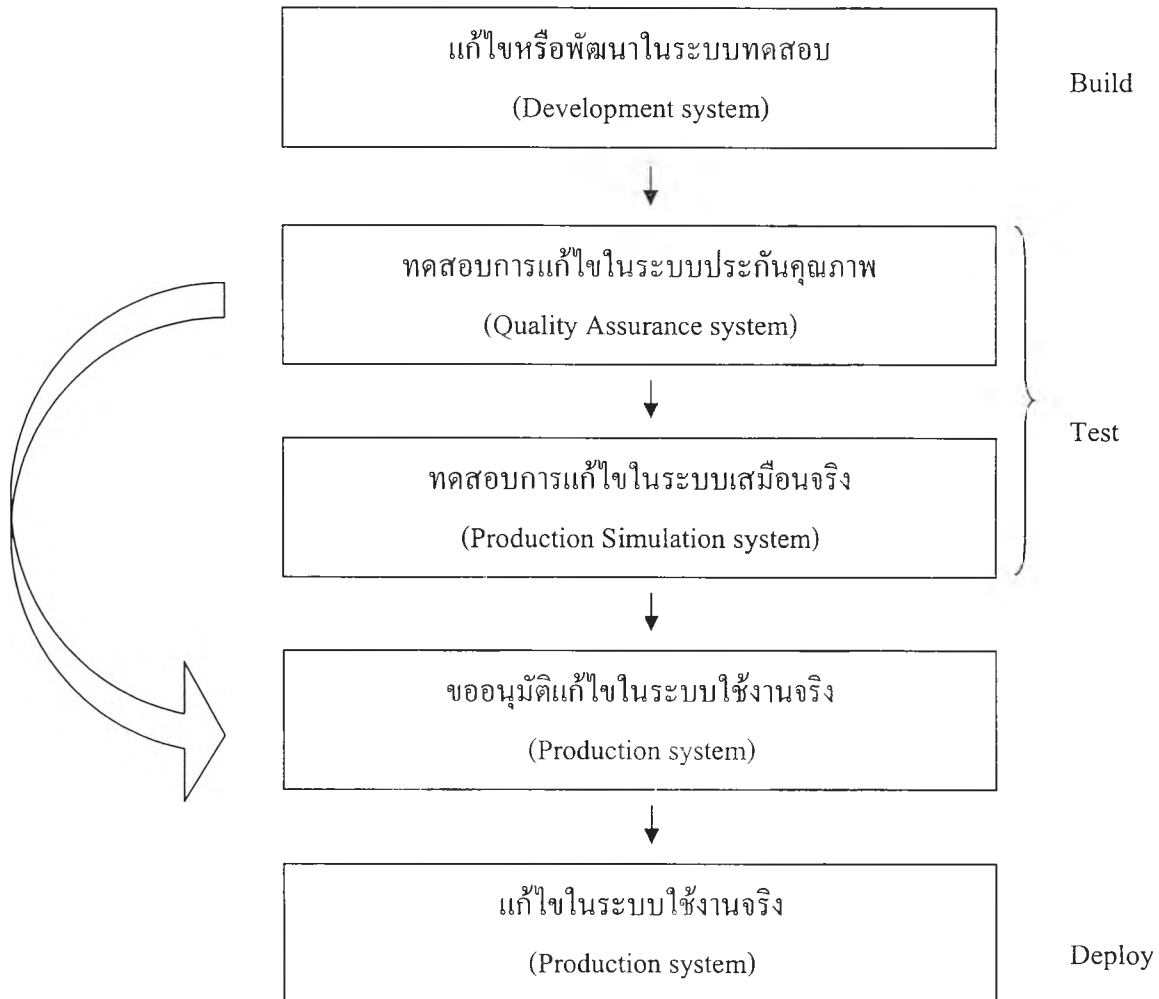 แก้ไขหรือพัฒนาในระบบทดสอบ
(Development system)
Build
ทดสอบการแก้ไขในระบบประกันคุณภาพ
(Quality Assurance system)
ทดสอบการแก้ไขในระบบเสมือนจริง
(Production Simulation system)
Test
ขออนุมัติแก้ไขในระบบใช้งานจริง
(Production system)
แก้ไขในระบบใช้งานจริง
(Production system)
Deploy